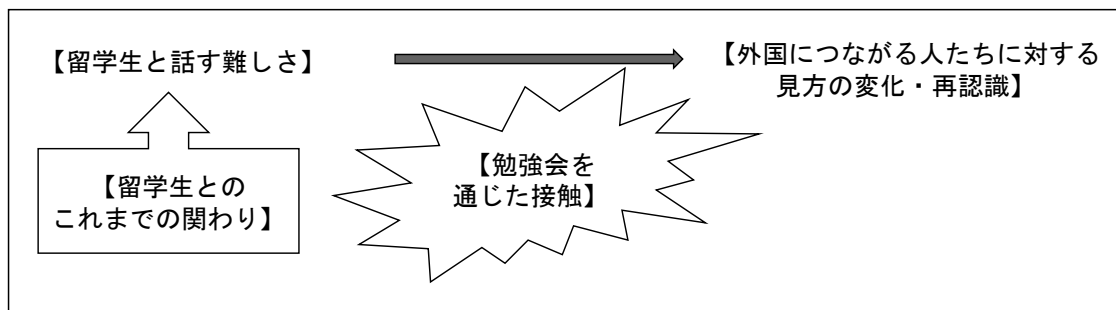 【留学生と話す難しさ】
【外国につながる人たちに対する
見方の変化・再認識】
【留学生との
これまでの関わり】
【勉強会を
通じた接触】